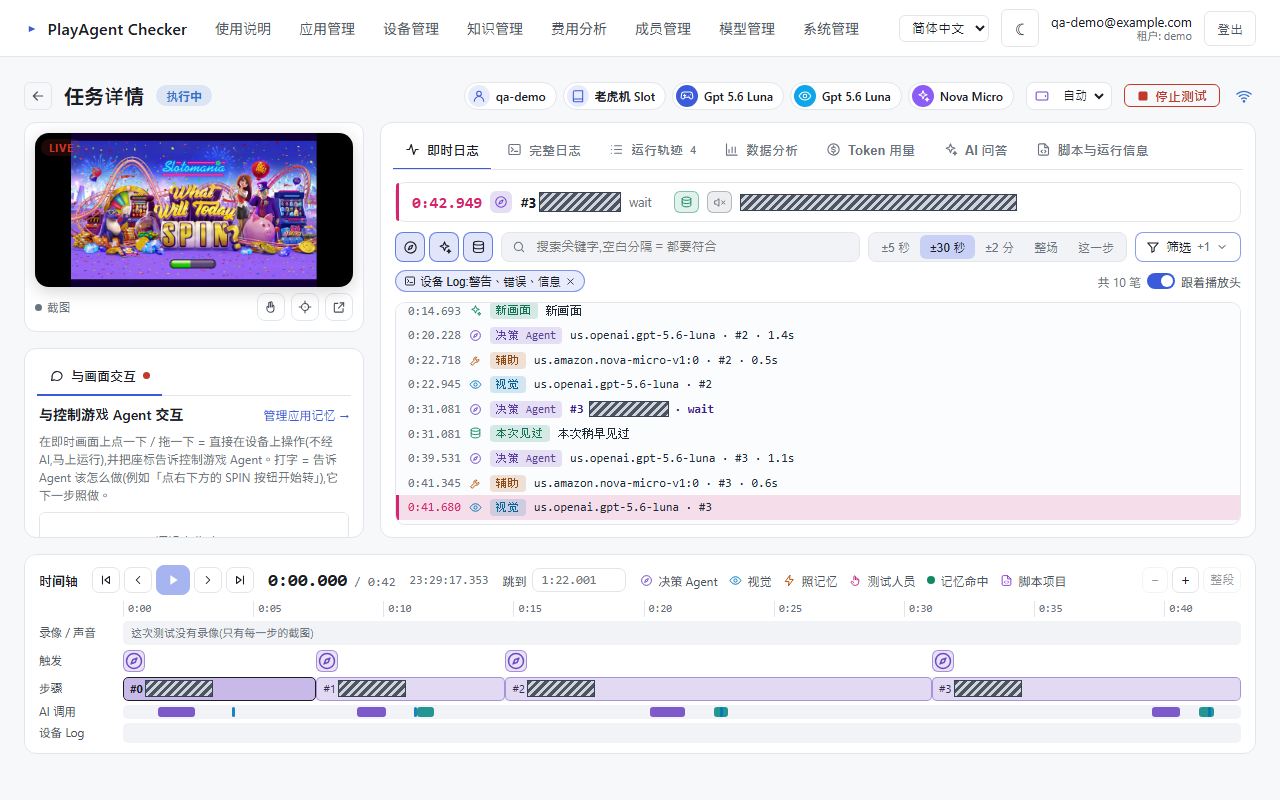 PlayAgent Checker 使用说明 应用管理 设备管理 知识管理 费用分析 成员管理 模型管理 系统管理 简体中文 qa-demo@example.com 租户: demo 登出
任务详情 执行中 qa-demo 老虎机 Slot Gpt 5.6 Luna Gpt 5.6 Luna Nova Micro 自动 停止测试
LIVE
Slotomania
What Will Today SPIN?
截图
与画面交互
与控制游戏 Agent 交互 管理应用记忆 →
在即时画面上点一下 / 拖一下 = 直接在设备上操作(不经
AI,马上运行),并把座标告诉控制游戏 Agent。打字 = 告诉
Agent 该怎么做(例如「点右下方的 SPIN 按钮开始转」),它
下一步照做。
即时日志 完整日志 运行轨迹 4 数据分析 Token 用量 AI 问答 脚本与运行信息
0:42.949 #3 wait
搜索关键字,空白分隔 = 都要符合 ±5 秒 ±30 秒 ±2 分 整场 这一步 筛选 +1
设备 Log:警告、错误、信息 × 共 10 笔 跟着播放头
0:14.693 新画面 新画面
0:20.228 决策 Agent us.openai.gpt-5.6-luna · #2 · 1.4s
0:22.718 辅助 us.amazon.nova-micro-v1:0 · #2 · 0.5s
0:22.945 视觉 us.openai.gpt-5.6-luna · #2
0:31.081 决策 Agent #3 · wait
0:31.081 本次见过 本次稍早见过
0:39.531 决策 Agent us.openai.gpt-5.6-luna · #3 · 1.1s
0:41.345 辅助 us.amazon.nova-micro-v1:0 · #3 · 0.6s
0:41.680 视觉 us.openai.gpt-5.6-luna · #3
时间轴 0:00.000 / 0:42 23:29:17.353 跳到 1:22.001 决策 Agent 视觉 照记忆 测试人员 记忆命中 脚本项目 − + 整段
0:00 0:05 0:10 0:15 0:20 0:25 0:30 0:35 0:40
录像 / 声音 这次测试没有录像(只有每一步的截图)
触发
步骤 #0 #1 #2 #3
AI 调用
设备 Log